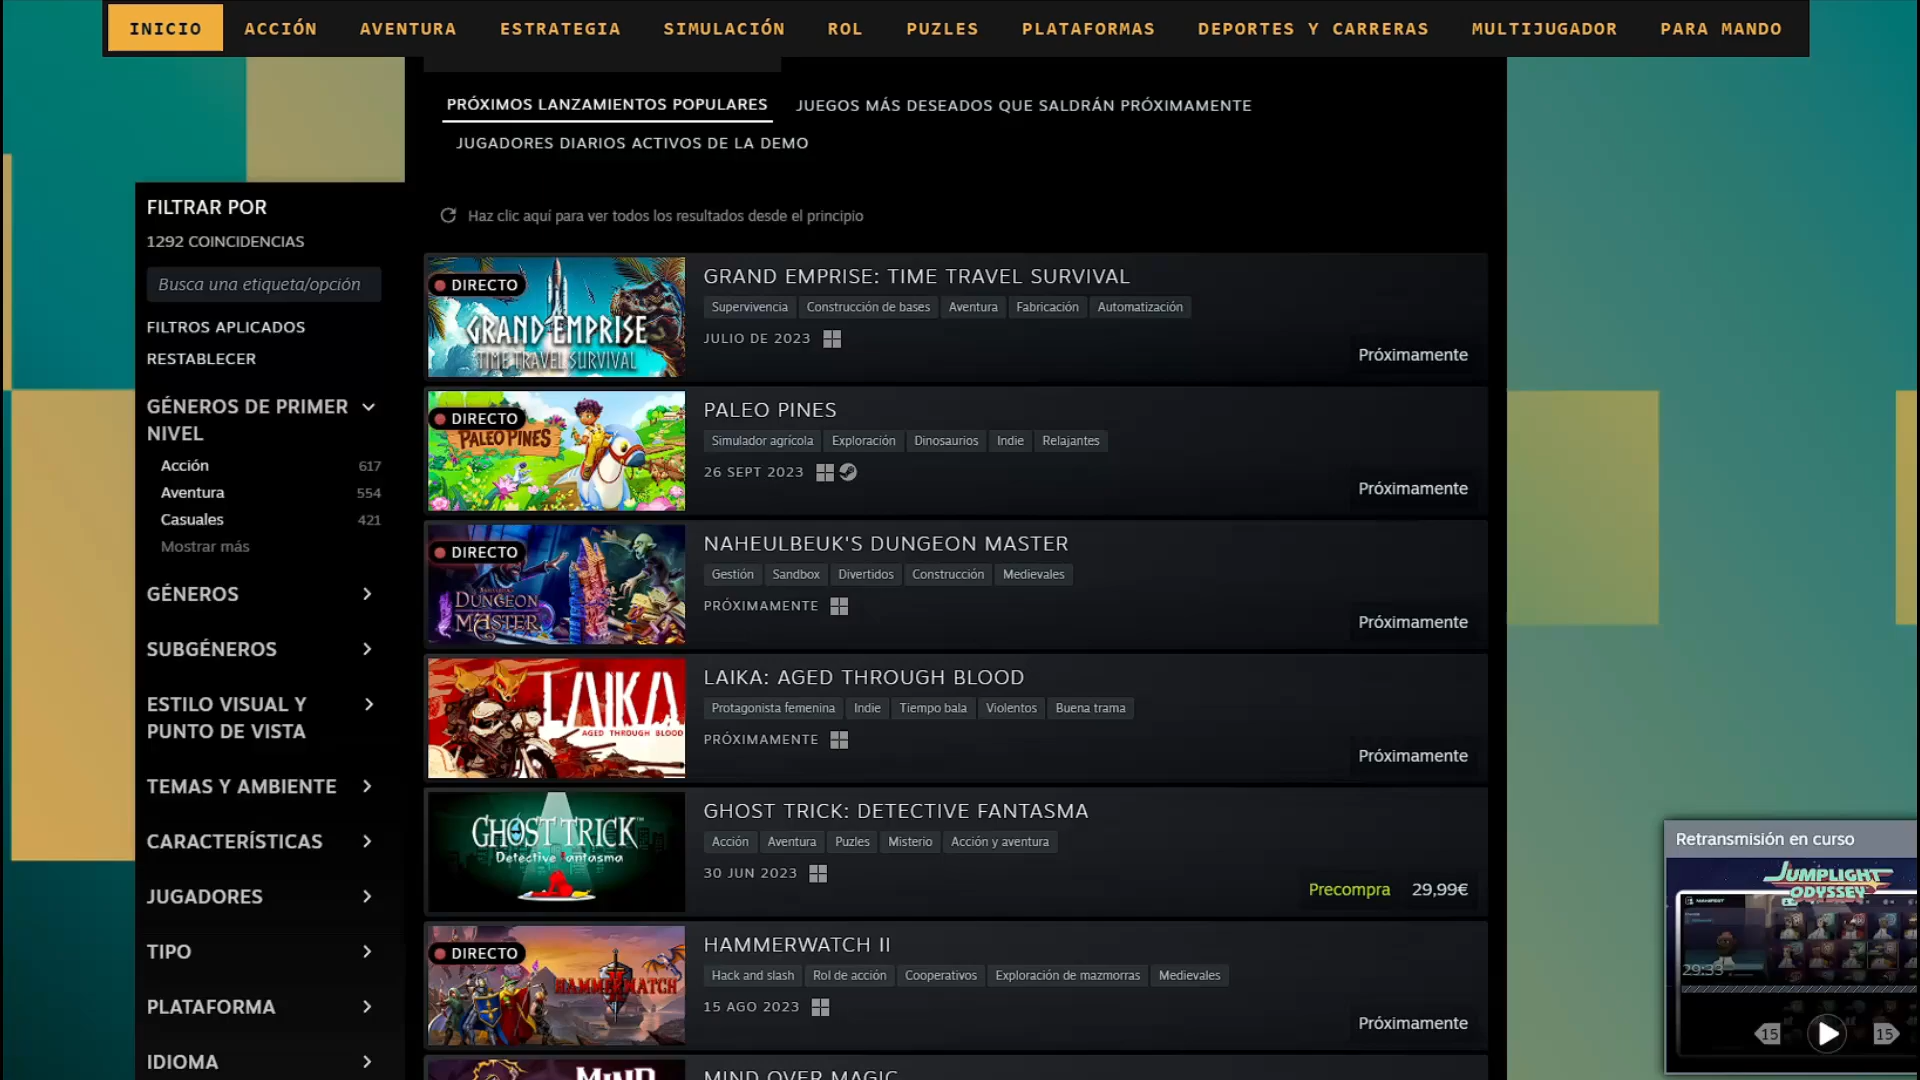 INICIO ACCIÓN AVENTURA ESTRATEGIA SIMULACIÓN ROL PUZLES PLATAFORMAS DEPORTES Y CARRERAS MULTIJUGADOR PARA MANDO
PRÓXIMOS LANZAMIENTOS POPULARES JUEGOS MÁS DESEADOS QUE SALDRÁN PRÓXIMAMENTE
JUGADORES DIARIOS ACTIVOS DE LA DEMO
FILTRAR POR
1292 COINCIDENCIAS
Busca una etiqueta/opción
FILTROS APLICADOS
RESTABLECER
GÉNEROS DE PRIMER
NIVEL
Acción 617
Aventura 554
Casuales 421
Mostrar más
GÉNEROS
SUBGÉNEROS
ESTILO VISUAL Y
PUNTO DE VISTA
TEMAS Y AMBIENTE
CARACTERÍSTICAS
JUGADORES
TIPO
PLATAFORMA
IDIOMA
Haz clic aquí para ver todos los resultados desde el principio
DIRECTO
GRAND EMPRISE
TIME TRAVEL SURVIVAL
GRAND EMPRISE: TIME TRAVEL SURVIVAL
Supervivencia Construcción de bases Aventura Fabricación Automatización
JULIO DE 2023
Próximamente
DIRECTO
PALEO PINES
PALEO PINES
Simulador agrícola Exploración Dinosaurios Indie Relajantes
26 SEPT 2023
Próximamente
DIRECTO
DUNGEON
MASTER
NAHEULBEUK'S DUNGEON MASTER
Gestión Sandbox Divertidos Construcción Medievales
PRÓXIMAMENTE
Próximamente
LAIKA
AGED THROUGH BLOOD
LAIKA: AGED THROUGH BLOOD
Protagonista femenina Indie Tiempo bala Violentos Buena trama
PRÓXIMAMENTE
Próximamente
GHOST TRICK™
Detective Fantasma
GHOST TRICK: DETECTIVE FANTASMA
Acción Aventura Puzles Misterio Acción y aventura
30 JUN 2023
Precompra 29,99€
DIRECTO
HAMMERWATCH
II
HAMMERWATCH II
Hack and slash Rol de acción Cooperativos Exploración de mazmorras Medievales
15 AGO 2023
Próximamente
MIND
MIND OVER MAGIC
Retransmisión en curso
JUMPLIGHT
ODYSSEY
MANIFEST
29:33
15 15